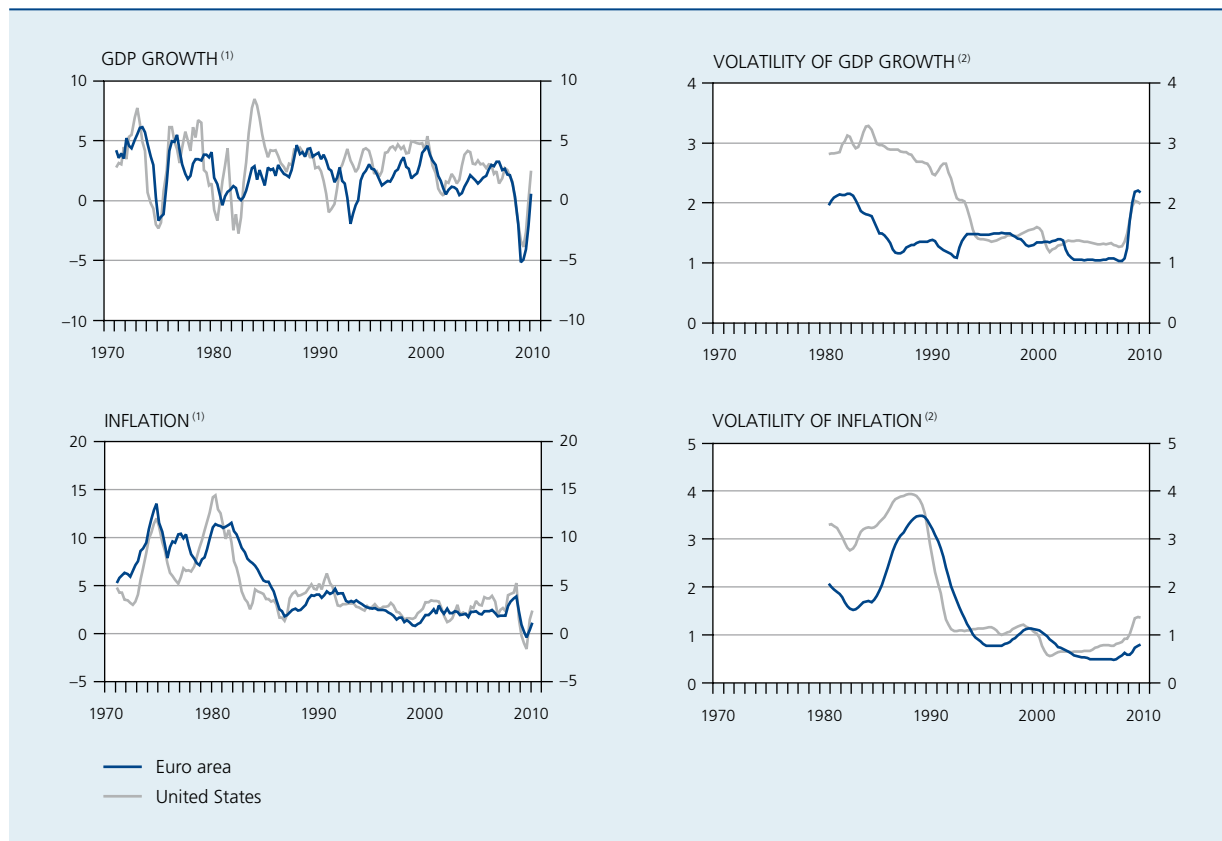 GDP GROWTH (1)
10 10
5 5
0 0
–5 –5
–10 –10
1970 1980 1990 2000 2010
VOLATILITY OF GDP GROWTH (2)
4 4
3 3
2 2
1 1
0 0
1970 1980 1990 2000 2010
INFLATION (1)
20 20
15 15
10 10
5 5
0 0
–5 –5
1970 1980 1990 2000 2010
VOLATILITY OF INFLATION (2)
5 5
4 4
3 3
2 2
1 1
0 0
1970 1980 1990 2000 2010
Euro area
United States